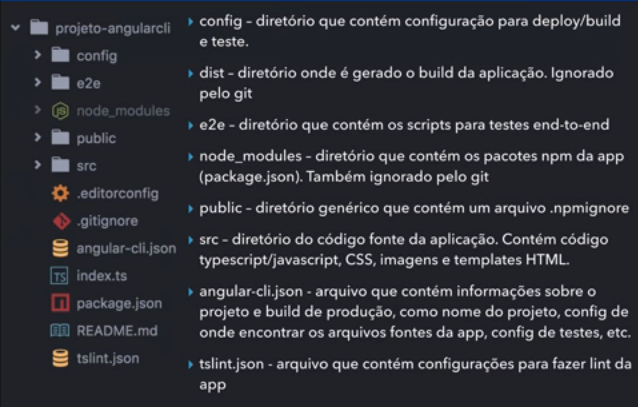 projeto-angularcli
config
e2e
node_modules
public
src
.editorconfig
.gitignore
angular-cli.json
TS index.ts
package.json
README.md
tslint.json
config – diretório que contém configuração para deploy/build
e teste.
dist – diretório onde é gerado o build da aplicação. Ignorado
pelo git
e2e – diretório que contém os scripts para testes end-to-end
node_modules – diretório que contém os pacotes npm da app
(package.json). Também ignorado pelo git
public – diretório genérico que contém um arquivo .npmignore
src – diretório do código fonte da aplicação. Contém código
typescript/javascript, CSS, imagens e templates HTML.
angular-cli.json - arquivo que contém informações sobre o
projeto e build de produção, como nome do projeto, config de
onde encontrar os arquivos fontes da app, config de testes, etc.
tslint.json - arquivo que contém configurações para fazer lint da
app